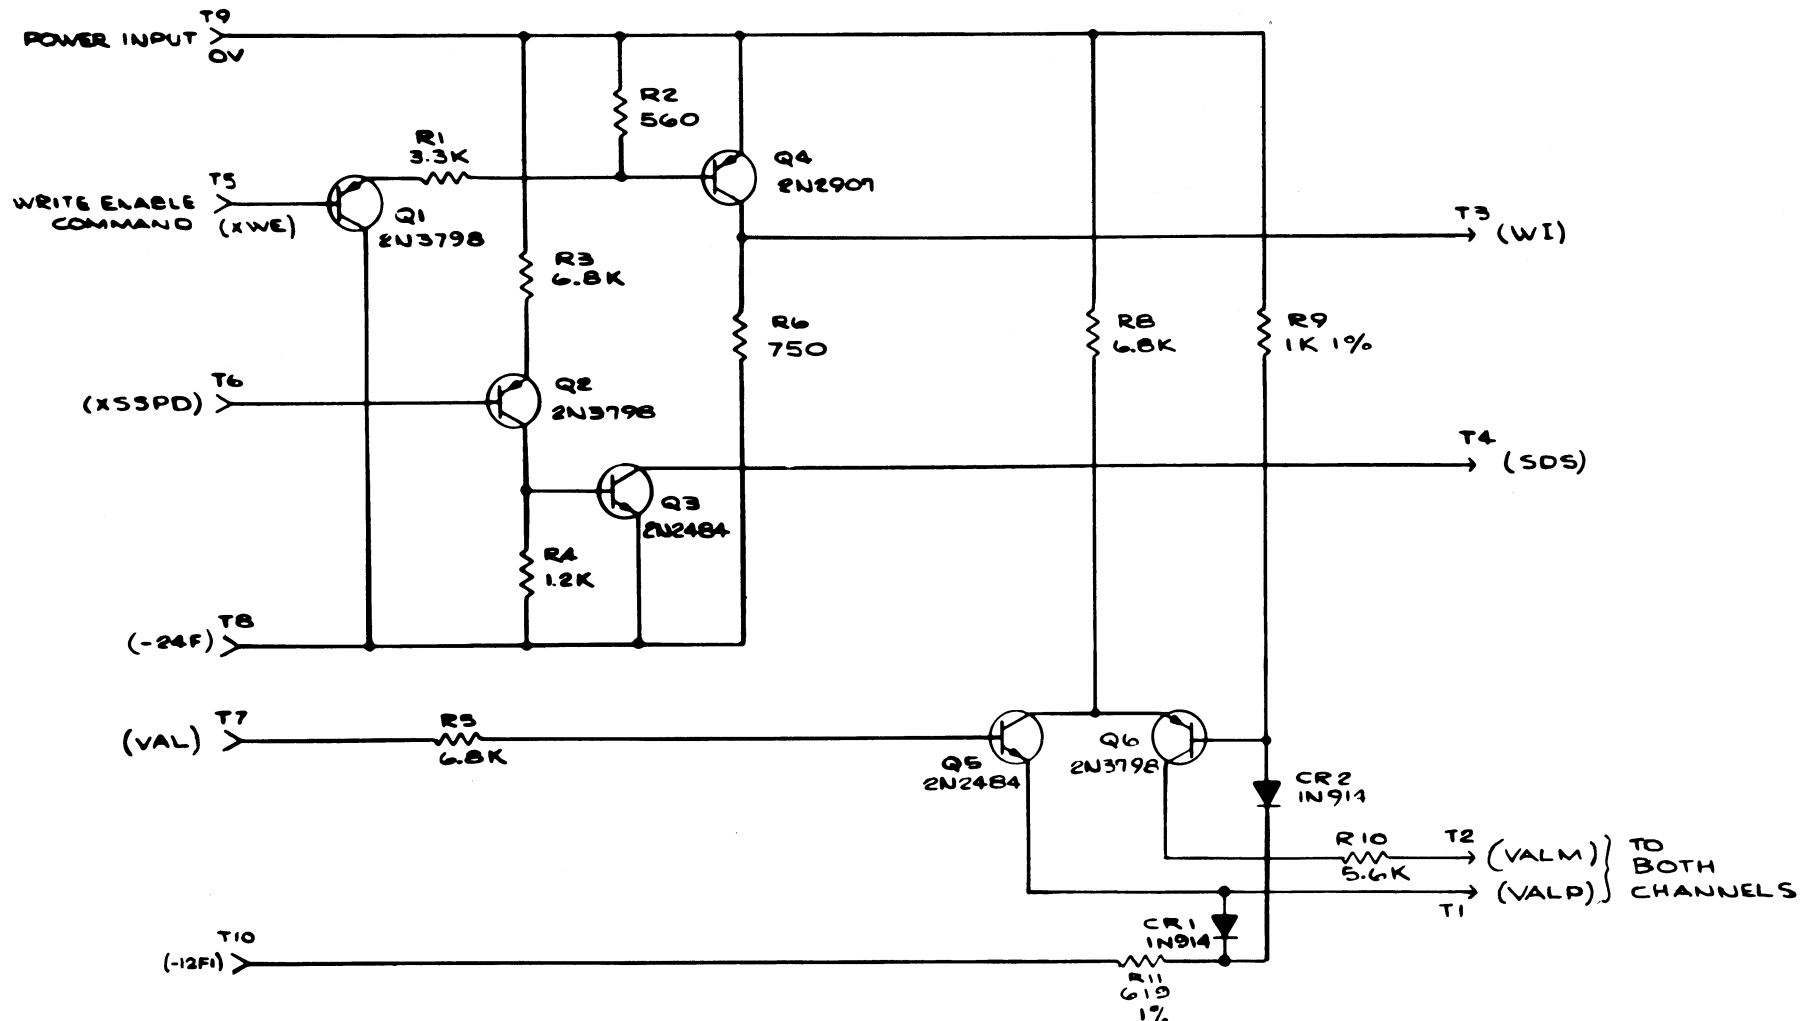 T9
POWER INPUT
0V
R2
560
R1
3.3K
Q4
2N2907
T5
WRITE ENABLE
COMMAND (XWE)
Q1
2N3798
T3
(WI)
R3
6.8K
R6
750
R8
6.8K
R9
1K 1%
T6
(XS3PD)
Q2
2N3798
T4
(SDS)
Q3
2N2484
R4
1.2K
T8
(-24F)
T7
(VAL)
R5
6.8K
Q5
2N2484
Q6
2N3798
CR2
1N914
R10
5.6K
T2
(VALM)
(VALP)
T1
TO
BOTH
CHANNELS
CR1
1N914
T10
(-12F1)
R11
619
1%